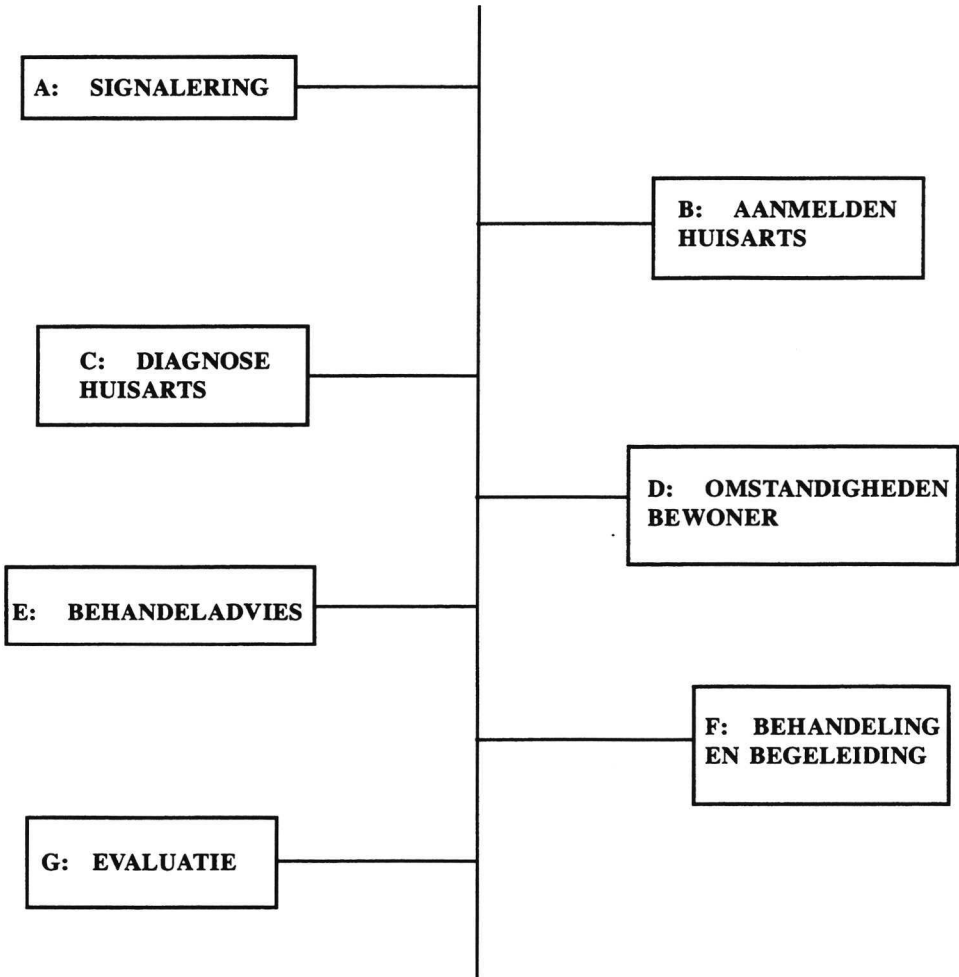 A: SIGNALERING
B: AANMELDEN
HUISARTS
C: DIAGNOSE
HUISARTS
D: OMSTANDIGHEDEN
BEWONER
E: BEHANDELADVIES
F: BEHANDELING
EN BEGELEIDING
G: EVALUATIE